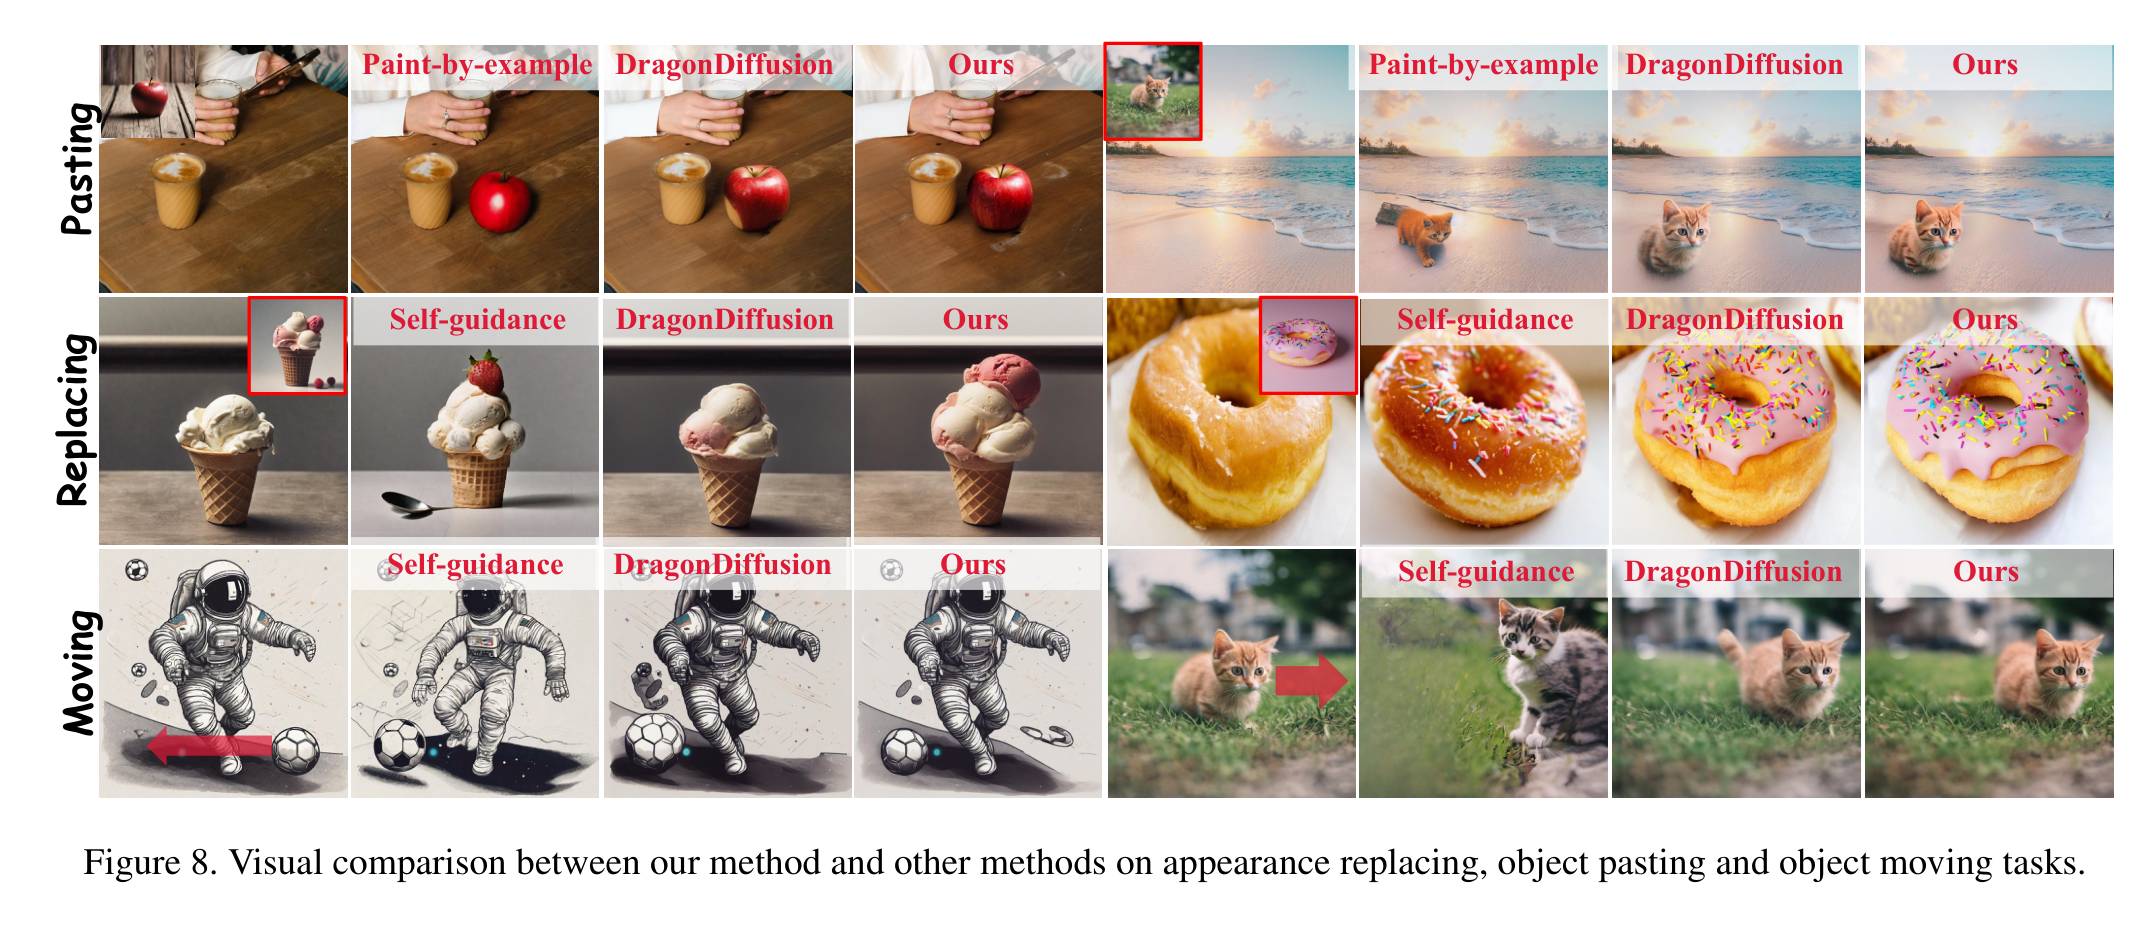 Pasting
Paint-by-example
DragonDiffusion
Ours
Paint-by-example
DragonDiffusion
Ours
Replacing
Self-guidance
DragonDiffusion
Ours
Self-guidance
DragonDiffusion
Ours
Moving
Self-guidance
DragonDiffusion
Ours
Self-guidance
DragonDiffusion
Ours
Figure 8. Visual comparison between our method and other methods on appearance replacing, object pasting and object moving tasks.